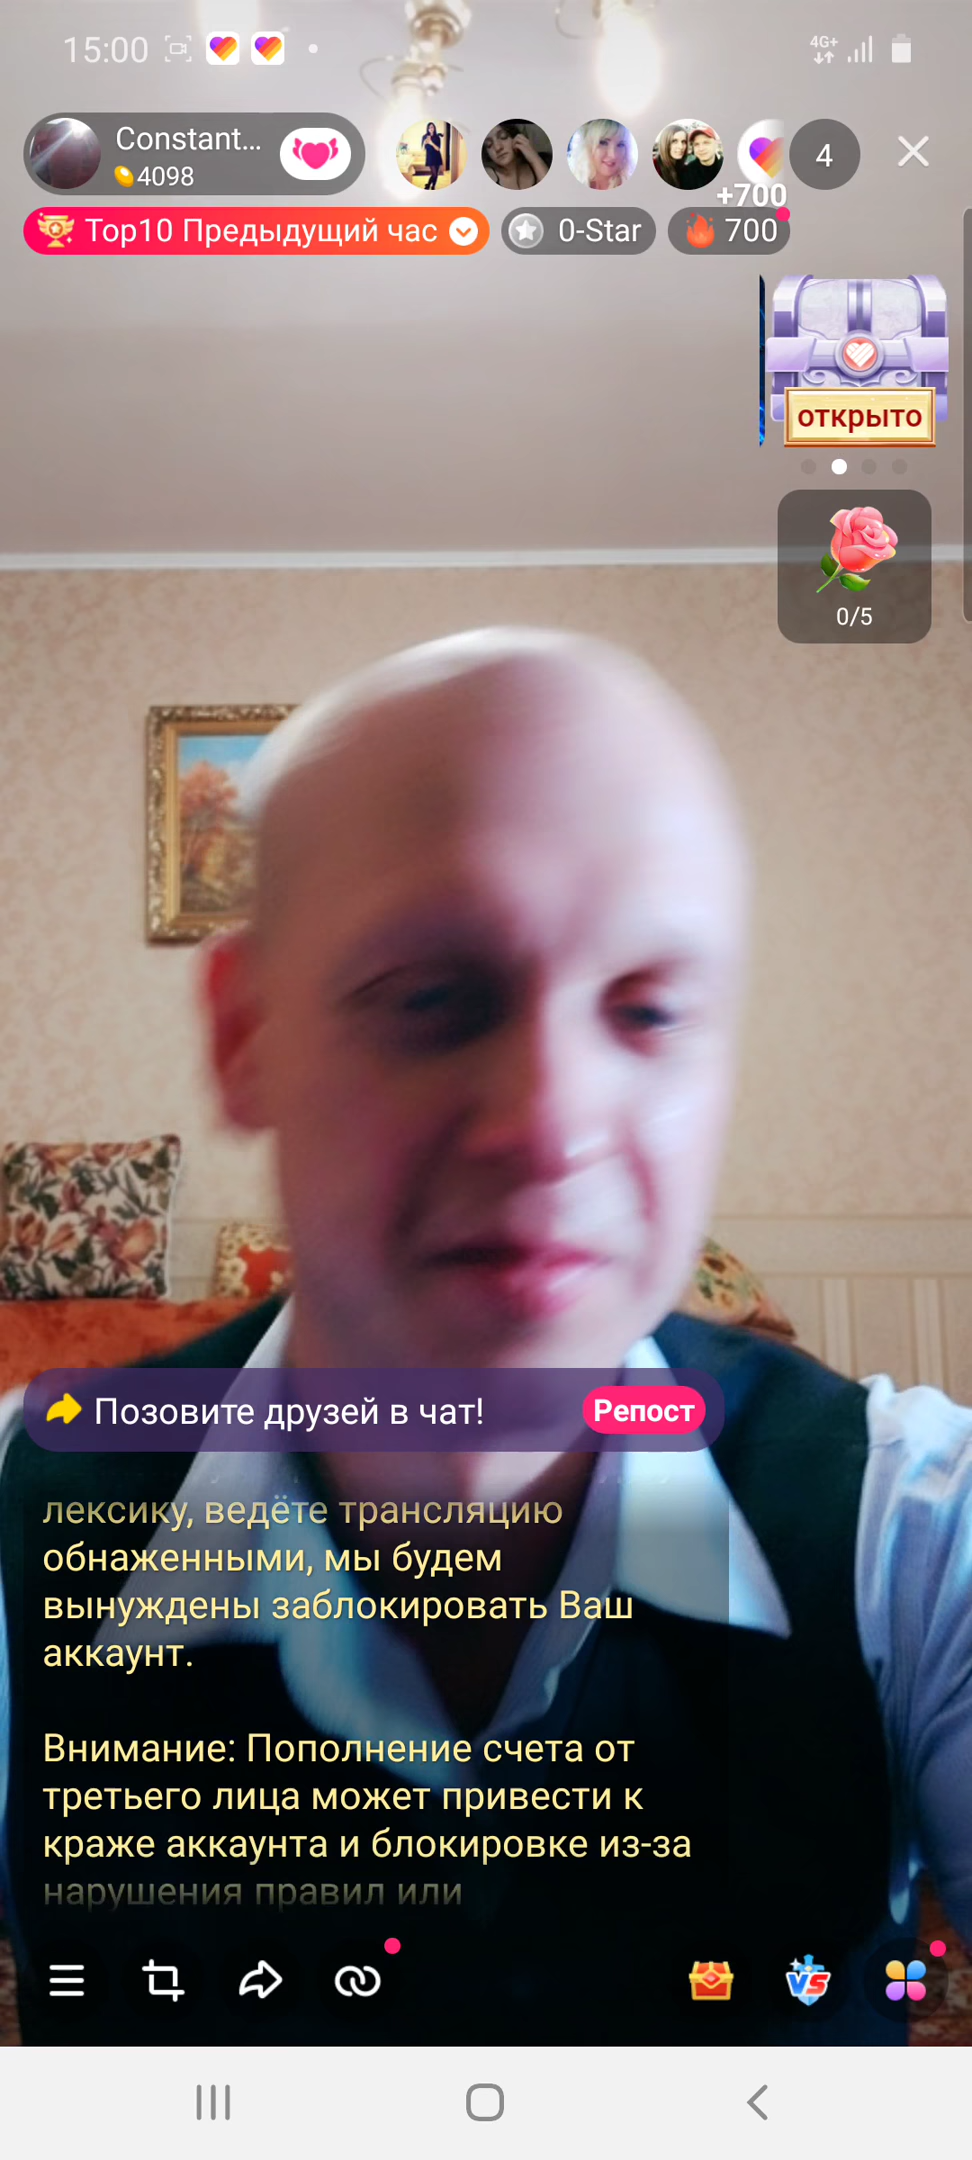 15:00
4G+
Constant...
4098
4
+700
Top10 Предыдущий час
0-Star
700
открыто
0/5
Позовите друзей в чат!
Репост
лексику, ведёте трансляцию
обнаженными, мы будем
вынуждены заблокировать Ваш
аккаунт.
Внимание: Пополнение счета от
третьего лица может привести к
краже аккаунта и блокировке из-за
нарушения правил или
VS